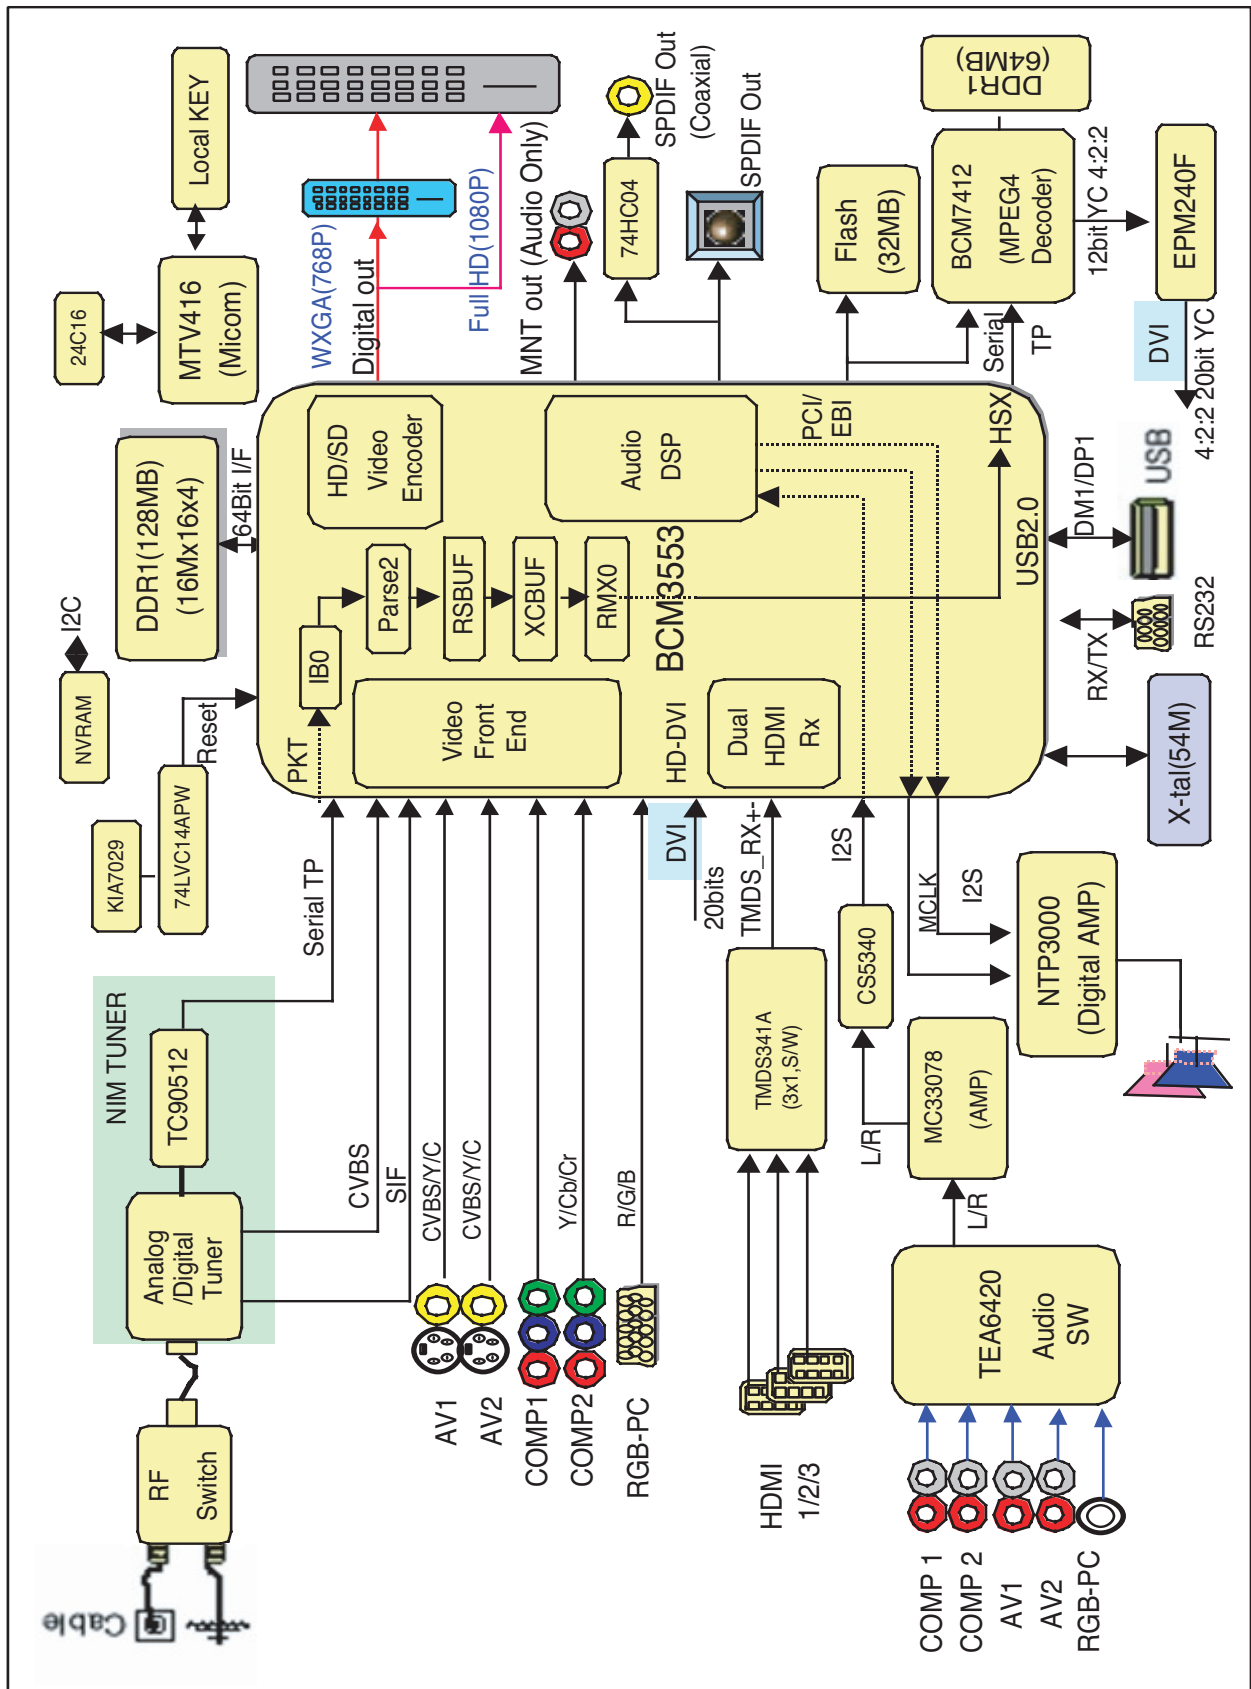 Cable
RF
Switch
NIM TUNER
Analog
/Digital
Tuner
TC90512
KIA7029
74LVC14APW
Reset
NVRAM
I2C
DDR1(128MB)
(16Mx16x4)
64Bit I/F
24C16
MTV416
(Micom)
Local KEY
Serial TP
CVBS
SIF
CVBS/Y/C
CVBS/Y/C
Y/Cb/Cr
R/G/B
AV1
AV2
COMP1
COMP2
RGB-PC
PKT
IB0
Parse2
RSBUF
XCBUF
RMX0
HD/SD
Video
Encoder
Video
Front
End
BCM3553
HD-DVI
Dual
HDMI
Rx
Audio
DSP
PCI/
EBI
HSX
USB2.0
WXGA(768P)
Digital out
Full HD(1080P)
MNT out (Audio Only)
74HC04
SPDIF Out
(Coaxial)
SPDIF Out
Flash
(32MB)
Serial
TP
BCM7412
(MPEG4
Decoder)
DDR1
(64MB)
12bit YC 4:2:2
EPM240F
DVI
4:2:2 20bit YC
DVI
20bits
TMDS_RX+-
TMDS341A
(3x1,S/W)
HDMI
1/2/3
I2S
CS5340
L/R
MC33078
(AMP)
L/R
TEA6420
Audio
SW
COMP 1
COMP 2
AV1
AV2
RGB-PC
MCLK
I2S
NTP3000
(Digital AMP)
X-tal(54M)
RX/TX
RS232
DM1/DP1
USB